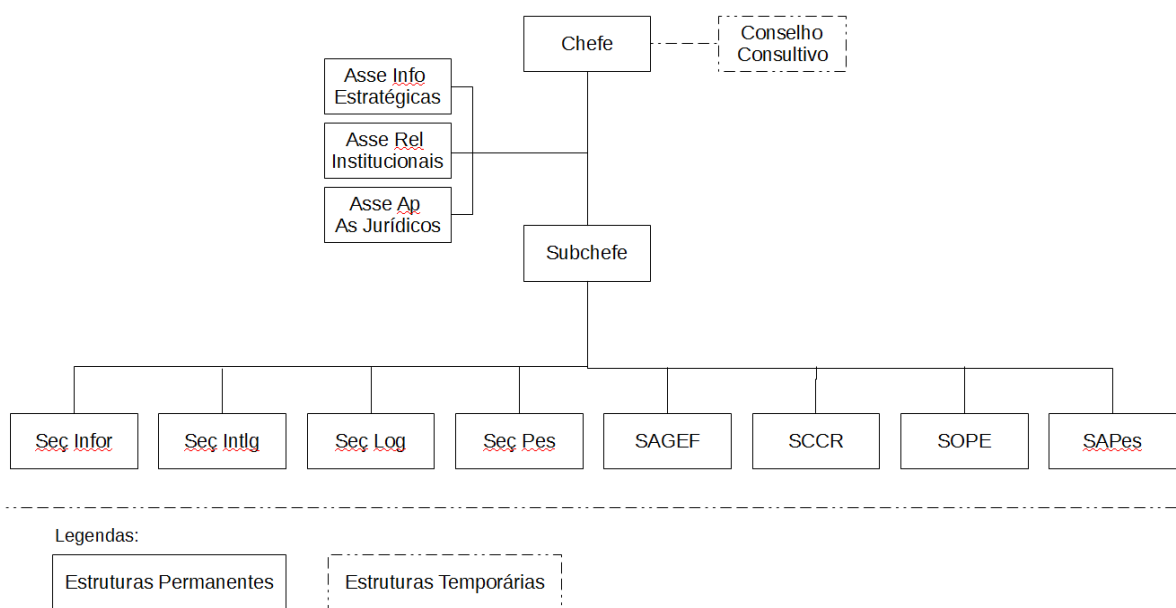 Chefe
Conselho
Consultivo
Asse Info
Estratégicas
Asse Rel
Institucionais
Asse Ap
As Jurídicos
Subchefe
Seç Infor
Seç Intlg
Seç Log
Seç Pes
SAGEF
SCCR
SOPE
SAPes
Legendas:
Estruturas Permanentes
Estruturas Temporárias